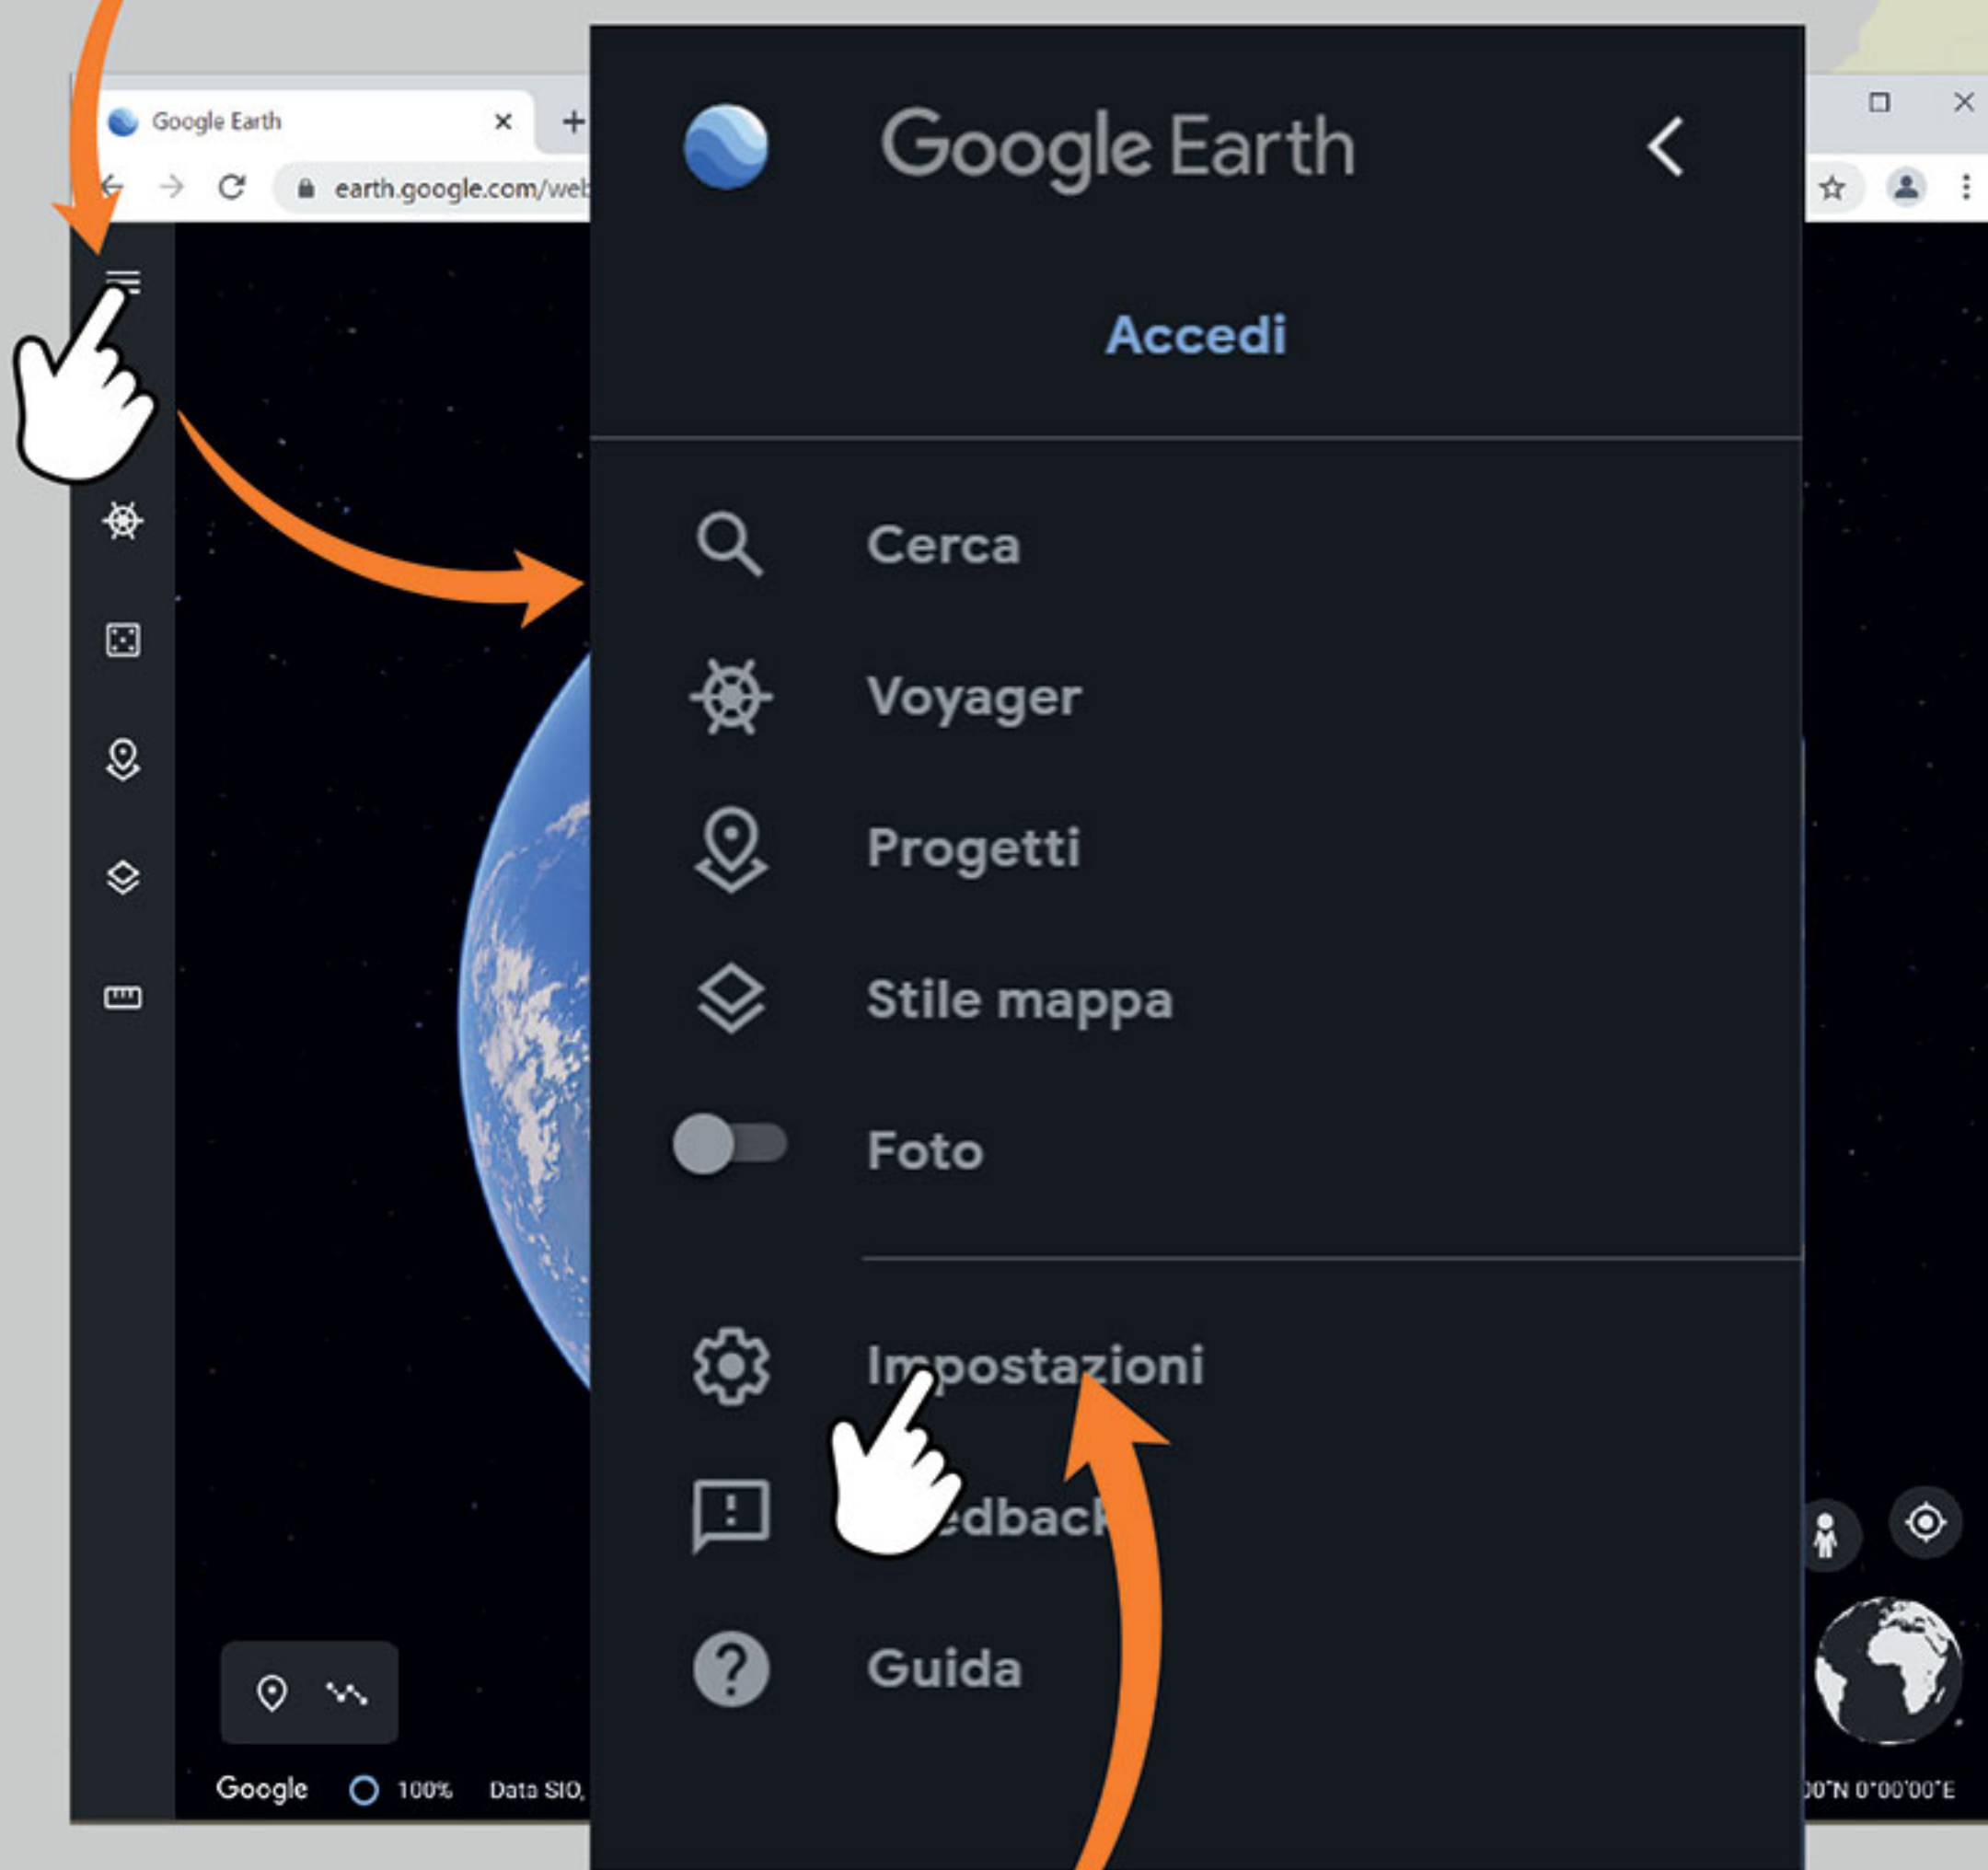 Google Earth
earth.google.com/web
Google Earth
Accedi
Cerca
Voyager
Progetti
Stile mappa
Foto
Impostazioni
Guida
Google 100% Data SIO,
00"N 0°00'00"E